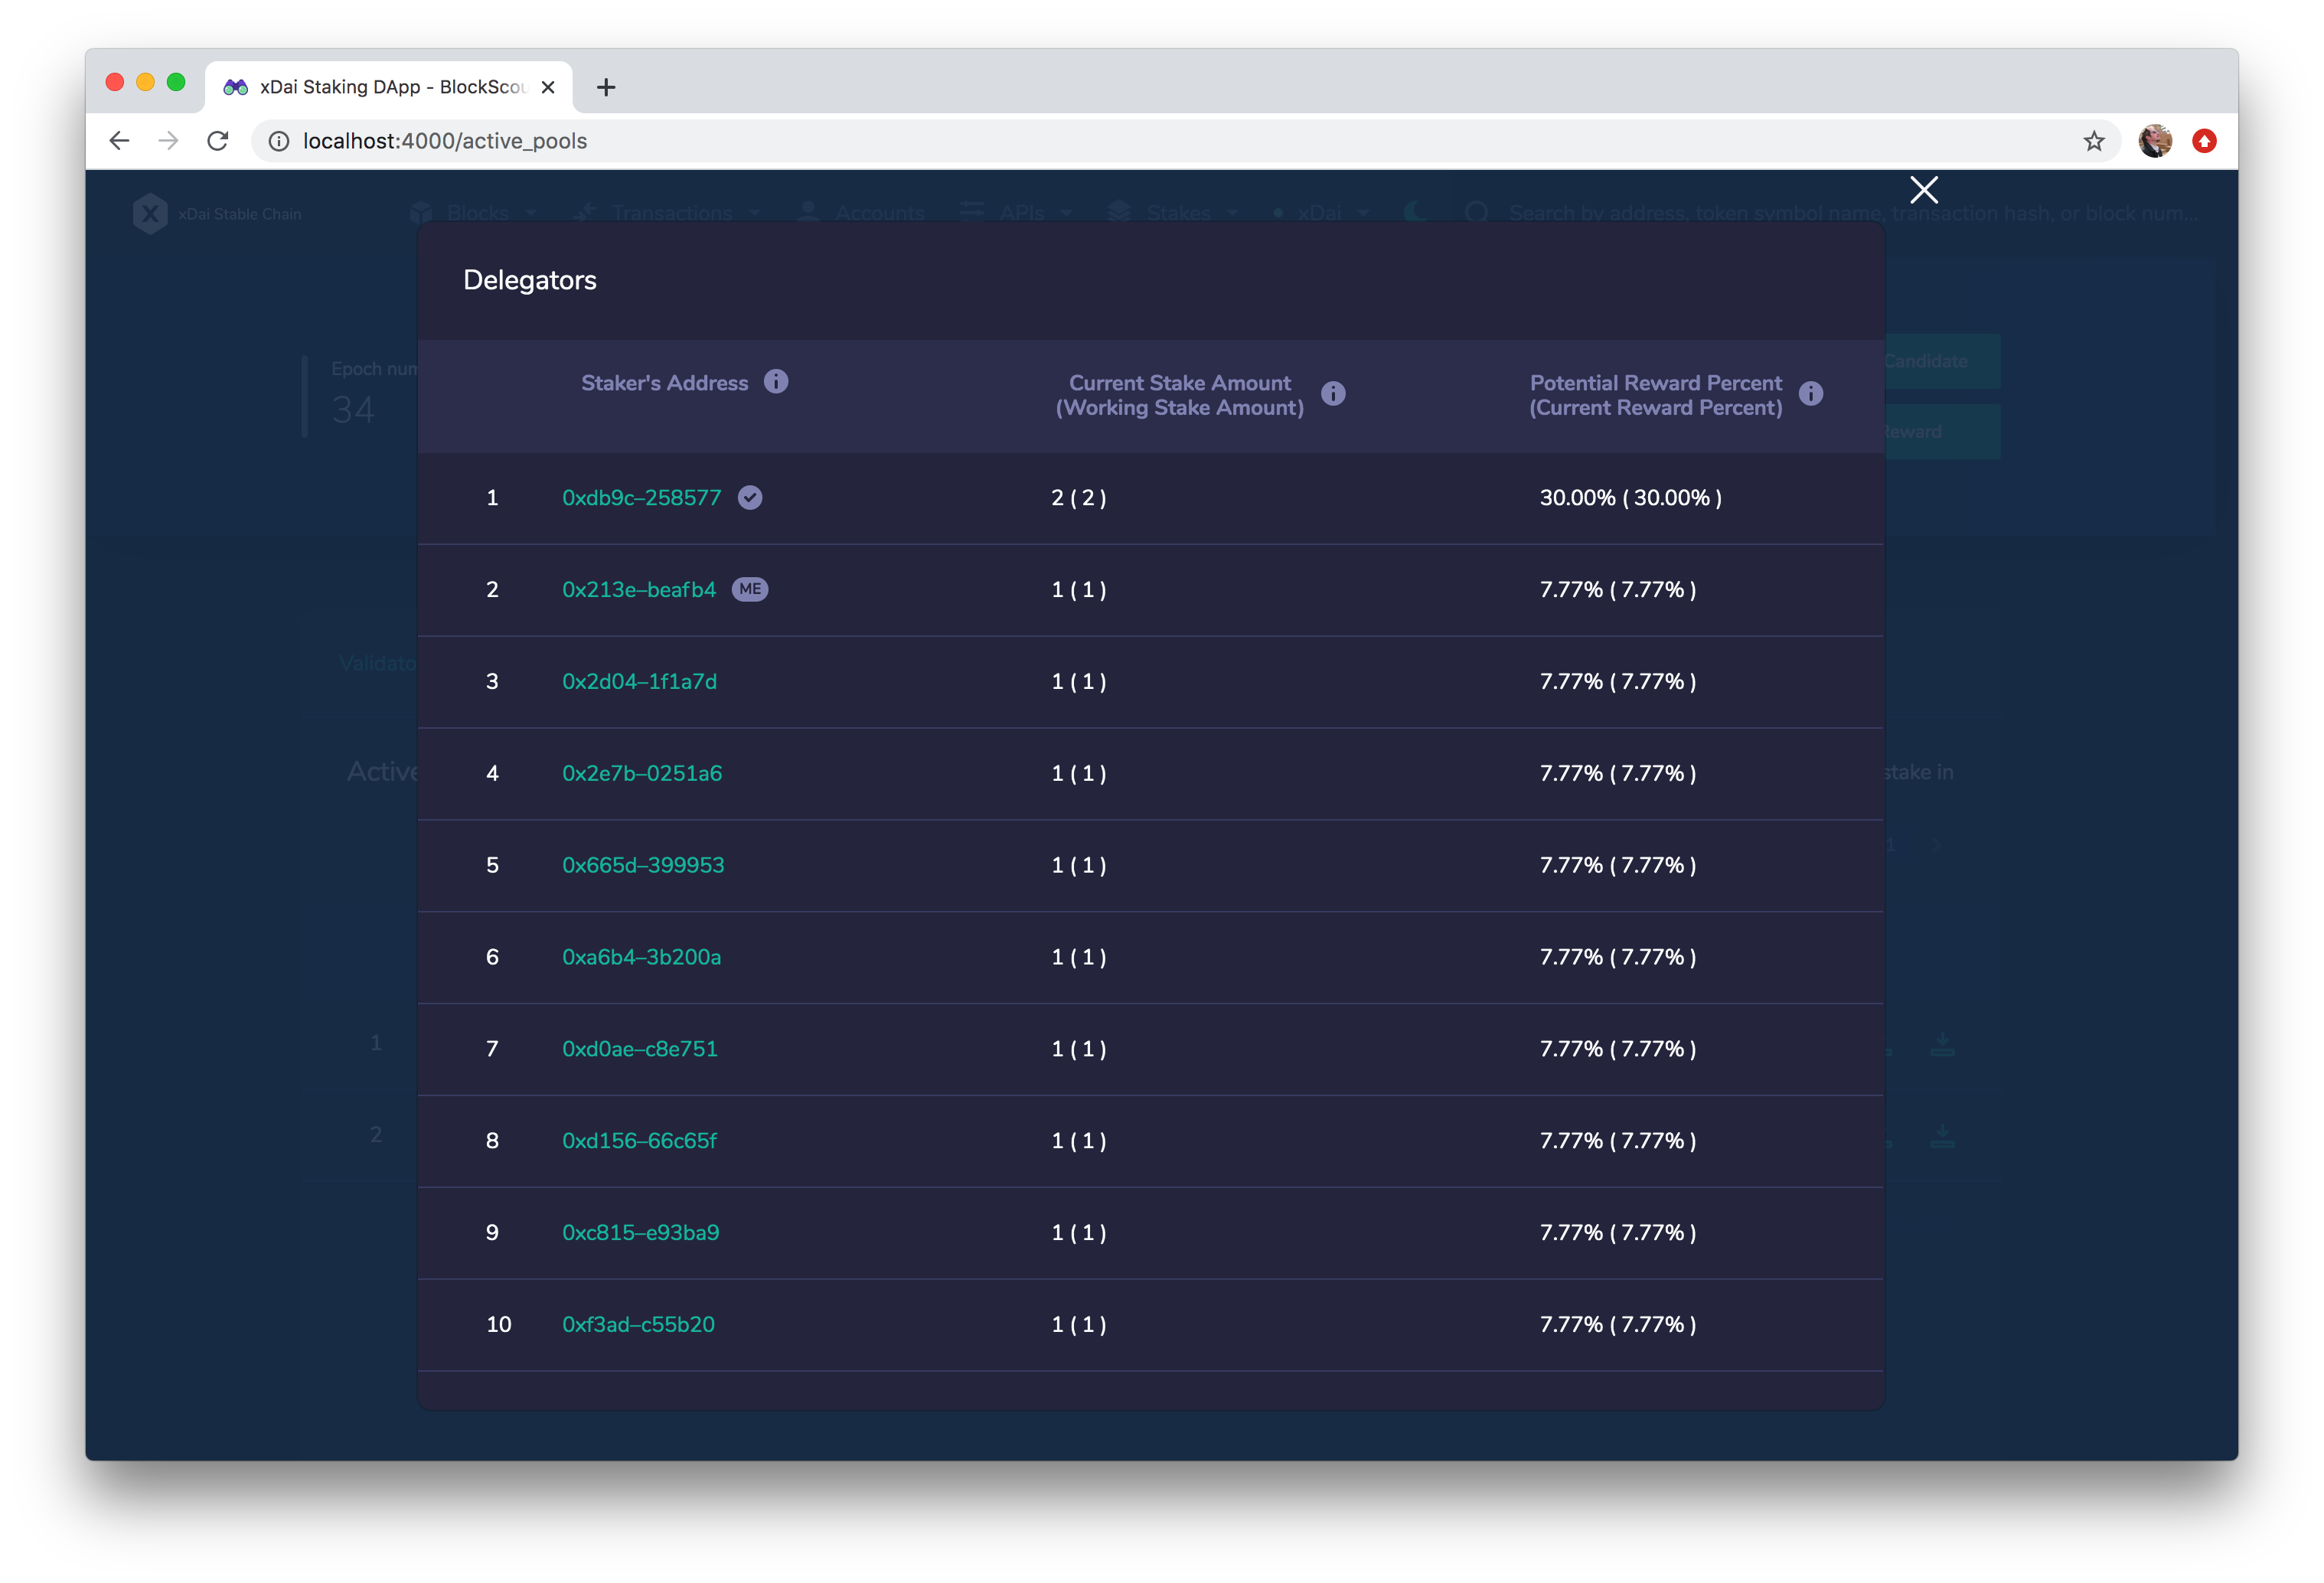 xDai Staking DApp - BlockScou
localhost:4000/active_pools
xDai Stable Chain
Blocks
Transactions
Accounts
APIs
Stakes
xDai
Search by address, token symbol name, transaction hash, or block num...
Delegators
Epoch num
34
Candidate
Reward
Staker's Address
Current Stake Amount
(Working Stake Amount)
Potential Reward Percent
(Current Reward Percent)
1 0xdb9c–258577 2 ( 2 ) 30.00% ( 30.00% )
2 0x213e–beafb4 ME 1 ( 1 ) 7.77% ( 7.77% )
3 0x2d04–1f1a7d 1 ( 1 ) 7.77% ( 7.77% )
4 0x2e7b–0251a6 1 ( 1 ) 7.77% ( 7.77% )
5 0x665d–399953 1 ( 1 ) 7.77% ( 7.77% )
6 0xa6b4–3b200a 1 ( 1 ) 7.77% ( 7.77% )
7 0xd0ae–c8e751 1 ( 1 ) 7.77% ( 7.77% )
8 0xd156–66c65f 1 ( 1 ) 7.77% ( 7.77% )
9 0xc815–e93ba9 1 ( 1 ) 7.77% ( 7.77% )
10 0xf3ad–c55b20 1 ( 1 ) 7.77% ( 7.77% )
Validato
Active
stake in
1
1
2